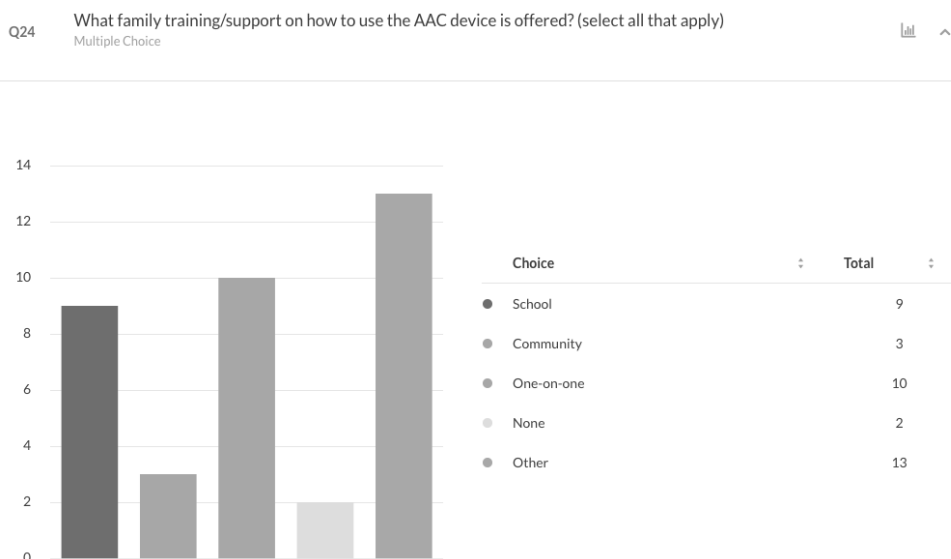 Q24
What family training/support on how to use the AAC device is offered? (select all that apply)
Multiple Choice
14
12
10
8
6
4
2
0
Choice Total
School 9
Community 3
One-on-one 10
None 2
Other 13